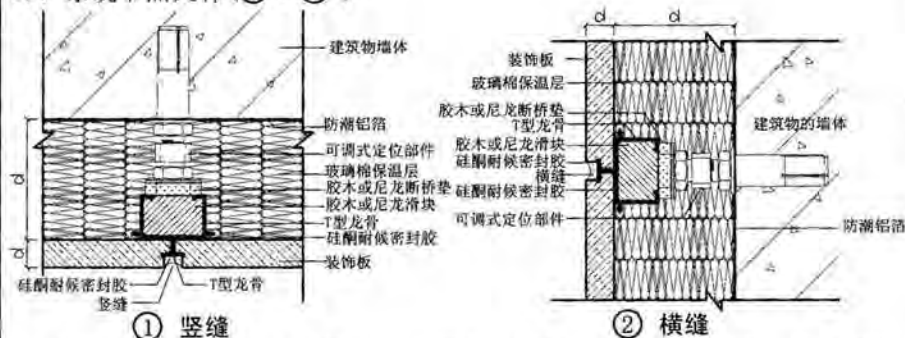 d
d
建筑物墙体
防潮铝箔
可调式定位部件
玻璃棉保温层
胶木或尼龙断桥垫
胶木或尼龙滑块
T型龙骨
硅酮耐候密封胶
装饰板
硅酮耐候密封胶
竖缝
T型龙骨
① 竖缝
d
d
装饰板
玻璃棉保温层
胶木或尼龙断桥垫
T型龙骨
胶木或尼龙滑块
硅酮耐候密封胶
横缝
硅酮耐候密封胶
可调式定位部件
建筑物的墙体
防潮铝箔
② 横缝